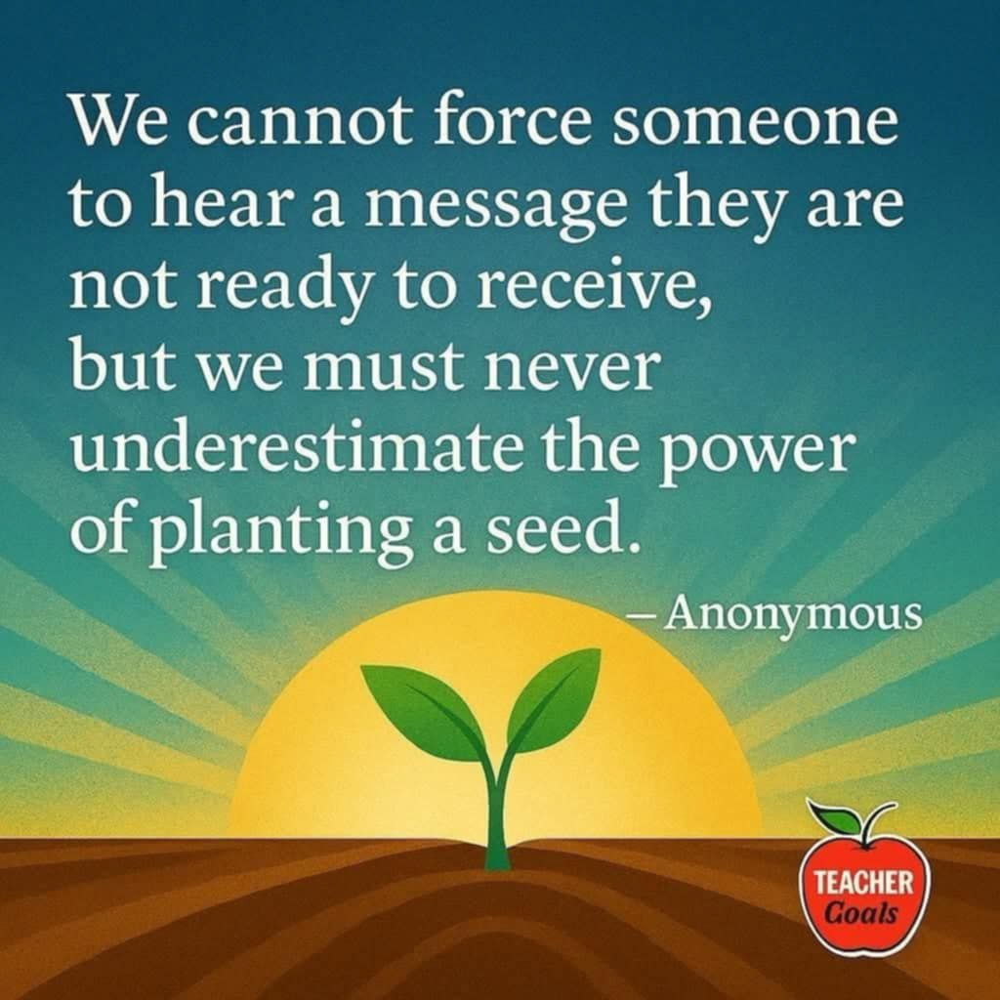 We cannot force someone
to hear a message they are
not ready to receive,
but we must never
underestimate the power
of planting a seed.
– Anonymous
TEACHER
Goals